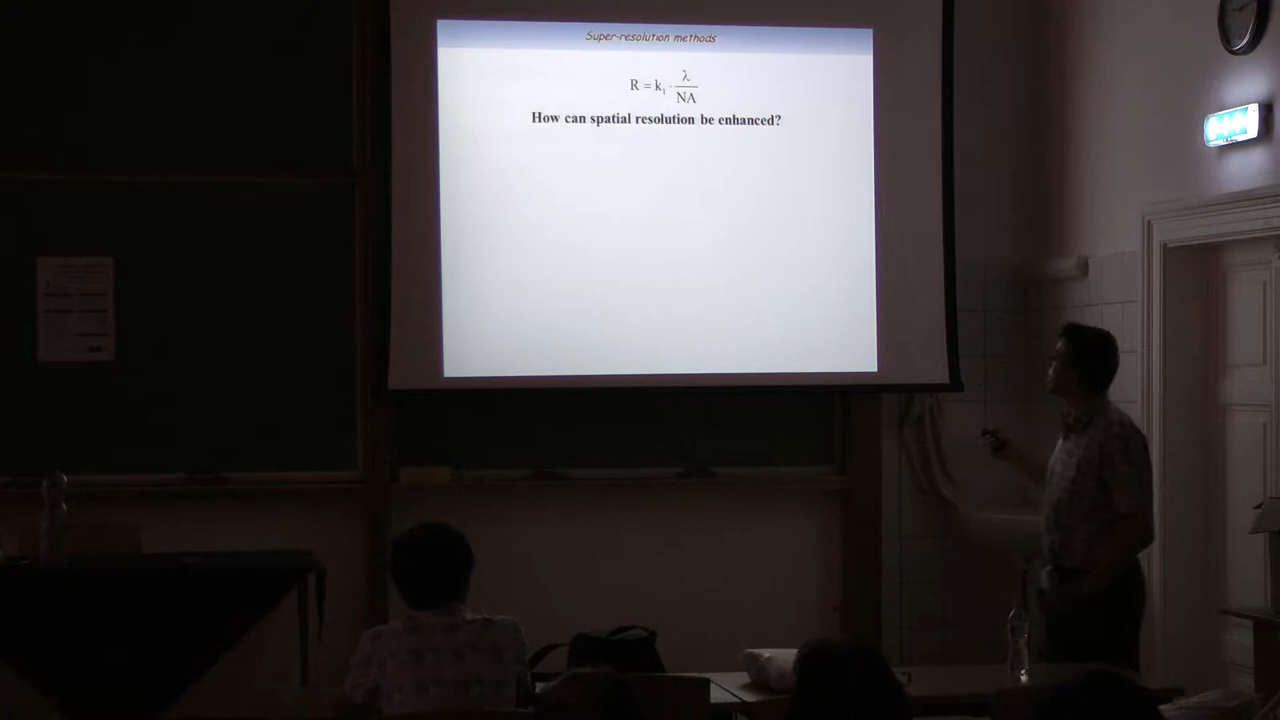 Super-resolution methods
R = k₁ · λ/NA
How can spatial resolution be enhanced?